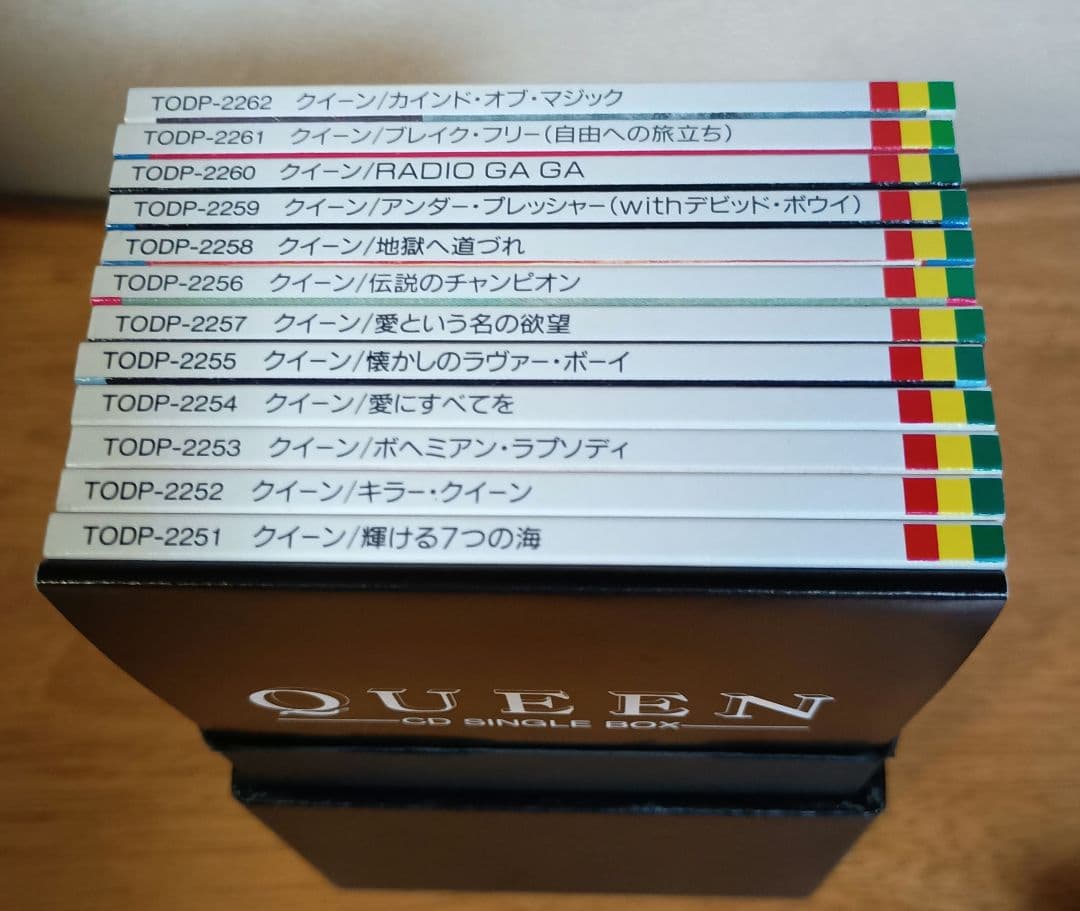 TODP-2262 クイーン/カインド・オブ・マジック
TODP-2261 クイーン/ブレイク・フリー(自由への旅立ち)
TODP-2260 クイーン/RADIO GA GA
TODP-2259 クイーン/アンダー・プレッシャー(withデビッド・ボウイ)
TODP-2258 クイーン/地獄へ道づれ
TODP-2256 クイーン/伝説のチャンピオン
TODP-2257 クイーン/愛という名の欲望
TODP-2255 クイーン/懐かしのラヴァー・ボーイ
TODP-2254 クイーン/愛にすべてを
TODP-2253 クイーン/ボヘミアン・ラプソディ
TODP-2252 クイーン/キラー・クイーン
TODP-2251 クイーン/輝ける7つの海
QUEEN
CD SINGLE BOX